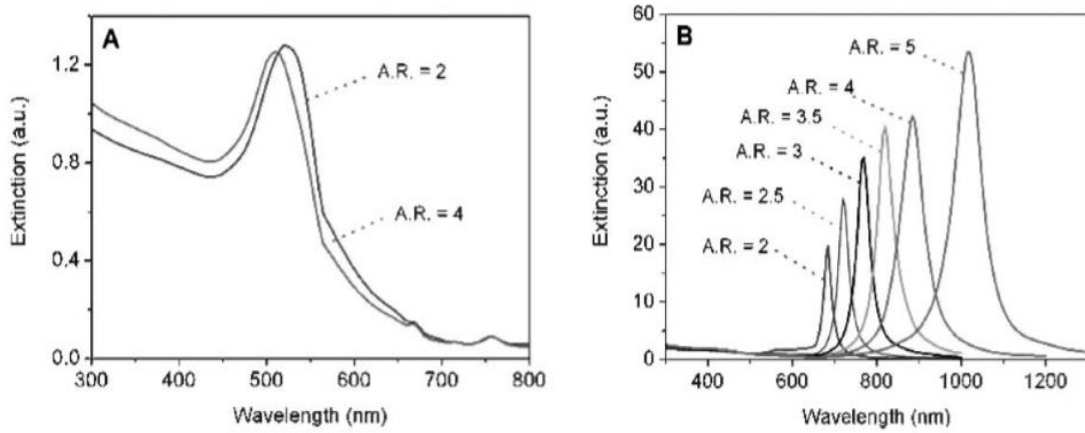 A
A.R. = 2
A.R. = 4
Extinction (a.u.)
1.2
0.8
0.4
0.0
300 400 500 600 700 800
Wavelength (nm)
B
A.R. = 5
A.R. = 4
A.R. = 3.5
A.R. = 3
A.R. = 2.5
A.R. = 2
Extinction (a.u.)
60
50
40
30
20
10
0
400 600 800 1000 1200
Wavelength (nm)